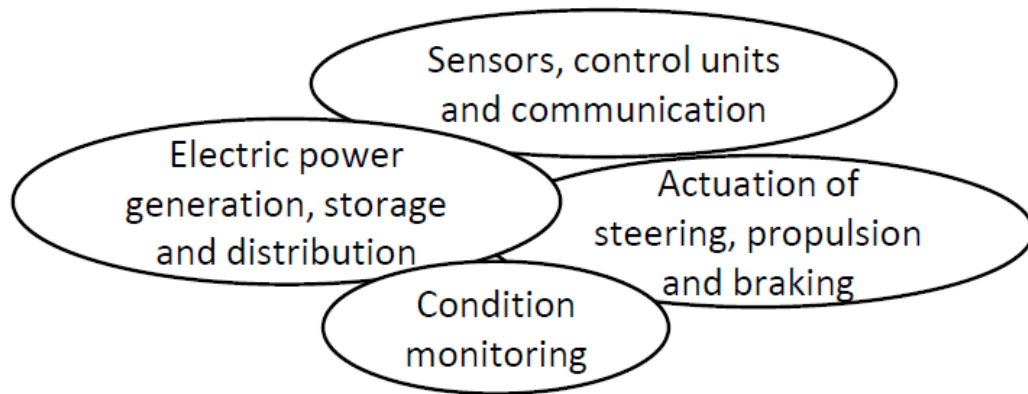 Sensors, control units
and communication
Electric power
generation, storage
and distribution
Actuation of
steering, propulsion
and braking
Condition
monitoring